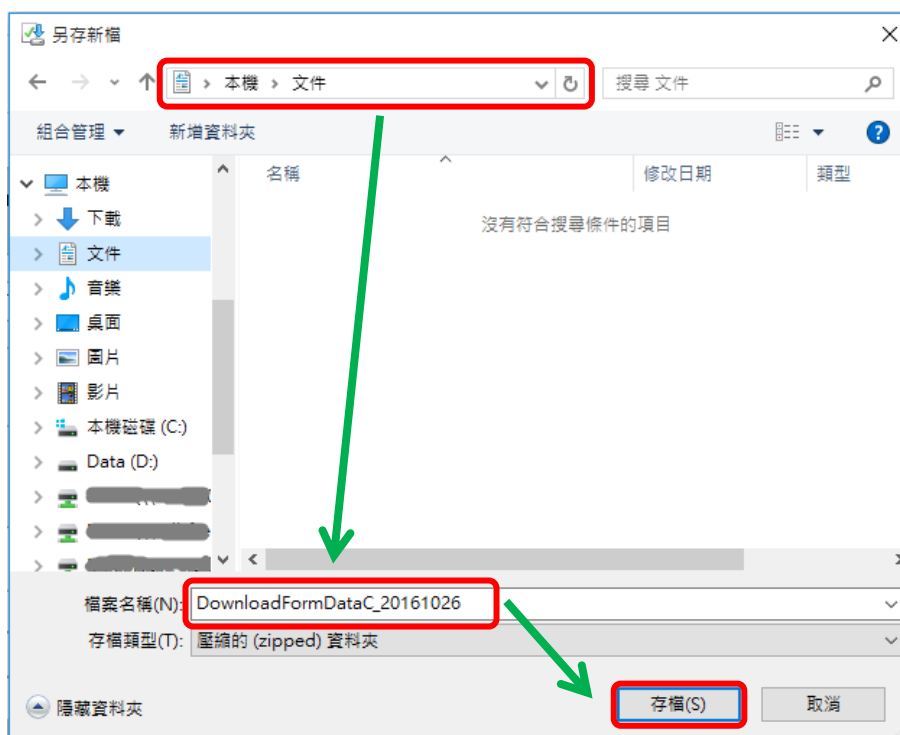 另存新檔
本機 › 文件
搜尋 文件
組合管理
新增資料夾
名稱
修改日期
類型
沒有符合搜尋條件的項目
本機
下載
文件
音樂
桌面
圖片
影片
本機磁碟 (C:)
Data (D:)
檔案名稱(N):
DownloadFormDataC_20161026
存檔類型(T):
壓縮的 (zipped) 資料夾
隱藏資料夾
存檔(S)
取消